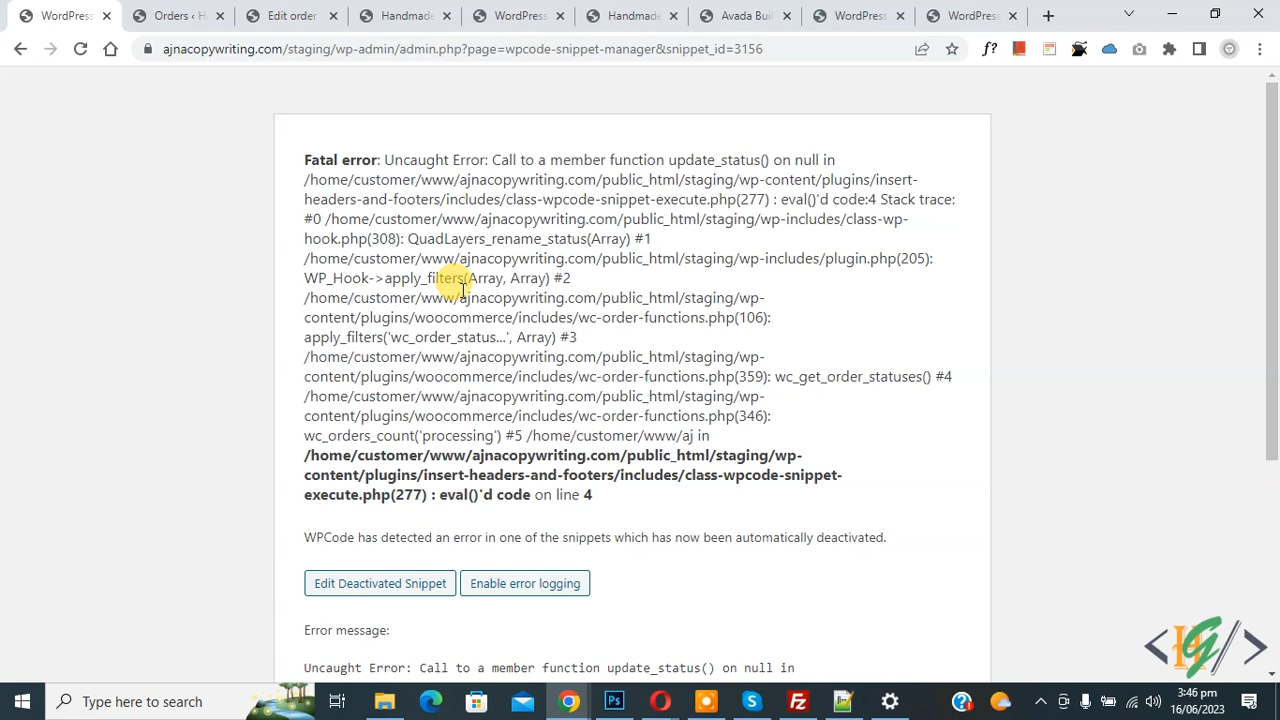 WordPress
Orders ‹ H
Edit order
Handmade
WordPress
Handmade
Avada Buil
WordPress
WordPress
ajnacopywriting.com/staging/wp-admin/admin.php?page=wpcode-snippet-manager&snippet_id=3156
f?
Fatal error: Uncaught Error: Call to a member function update_status() on null in
/home/customer/www/ajnacopywriting.com/public_html/staging/wp-content/plugins/insert-
headers-and-footers/includes/class-wpcode-snippet-execute.php(277) : eval()'d code:4 Stack trace:
#0 /home/customer/www/ajnacopywriting.com/public_html/staging/wp-includes/class-wp-
hook.php(308): QuadLayers_rename_status(Array) #1
/home/customer/www/ajnacopywriting.com/public_html/staging/wp-includes/plugin.php(205):
WP_Hook->apply_filters(Array, Array) #2
/home/customer/www/ajnacopywriting.com/public_html/staging/wp-
content/plugins/woocommerce/includes/wc-order-functions.php(106):
apply_filters('wc_order_status...', Array) #3
/home/customer/www/ajnacopywriting.com/public_html/staging/wp-
content/plugins/woocommerce/includes/wc-order-functions.php(359): wc_get_order_statuses() #4
/home/customer/www/ajnacopywriting.com/public_html/staging/wp-
content/plugins/woocommerce/includes/wc-order-functions.php(346):
wc_orders_count('processing') #5 /home/customer/www/aj in
/home/customer/www/ajnacopywriting.com/public_html/staging/wp-
content/plugins/insert-headers-and-footers/includes/class-wpcode-snippet-
execute.php(277) : eval()'d code on line 4
WPCode has detected an error in one of the snippets which has now been automatically deactivated.
Edit Deactivated Snippet
Enable error logging
Error message:
Uncaught Error: Call to a member function update_status() on null in
Type here to search
Ps
3:46 pm
16/06/2023